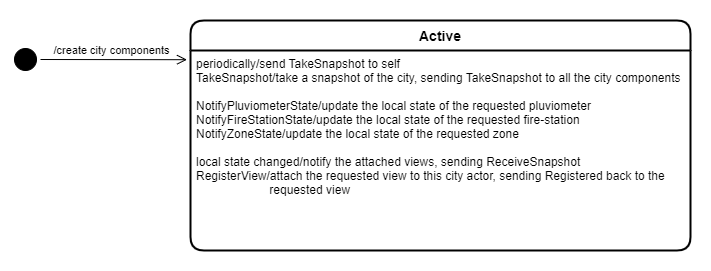 Active
/create city components
periodically/send TakeSnapshot to self
TakeSnapshot/take a snapshot of the city, sending TakeSnapshot to all the city components
NotifyPluviometerState/update the local state of the requested pluviometer
NotifyFireStationState/update the local state of the requested fire-station
NotifyZoneState/update the local state of the requested zone
local state changed/notify the attached views, sending ReceiveSnapshot
RegisterView/attach the requested view to this city actor, sending Registered back to the
requested view